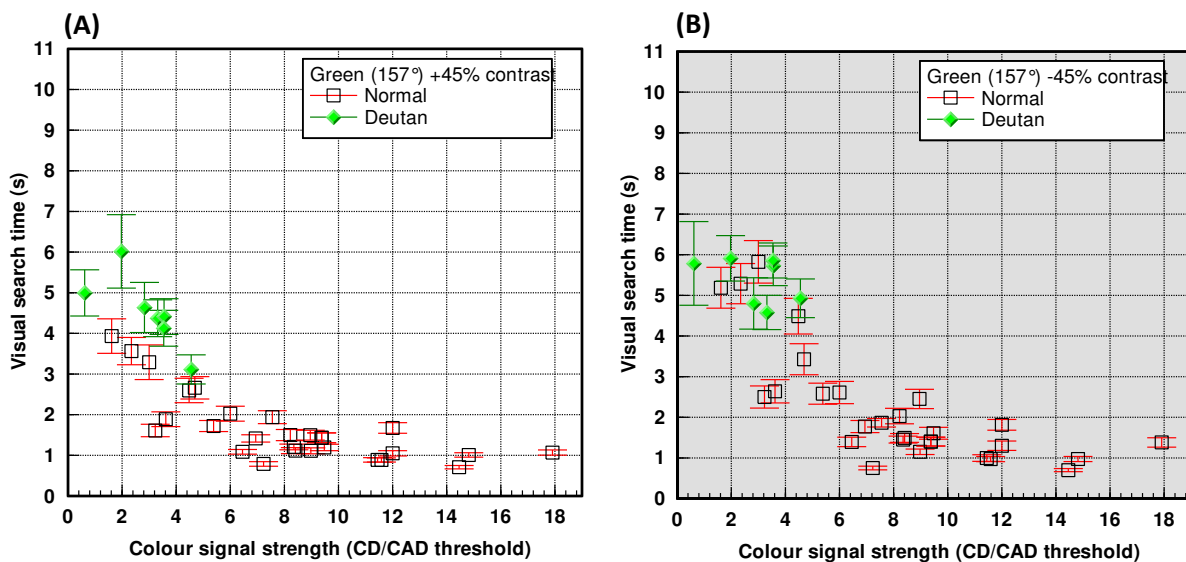 (A)
11
10
9
8
7
6
5
4
3
2
1
0
Visual search time (s)
Green (157°) +45% contrast
Normal
Deutan
0 2 4 6 8 10 12 14 16 18
Colour signal strength (CD/CAD threshold)
(B)
11
10
9
8
7
6
5
4
3
2
1
0
Visual search time (s)
Green (157°) -45% contrast
Normal
Deutan
0 2 4 6 8 10 12 14 16 18
Colour signal strength (CD/CAD threshold)